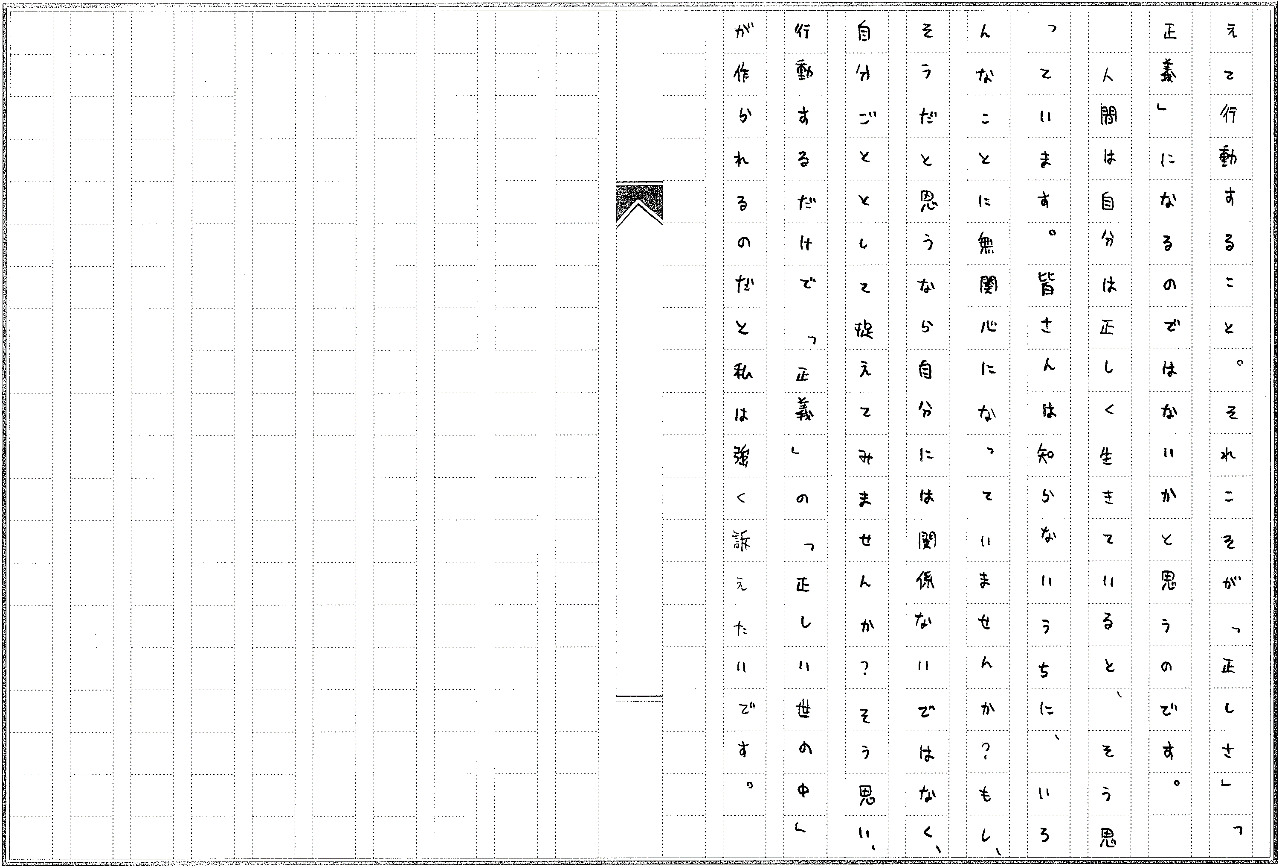 えて行動すること。それこそが「正しさ」「
正義」になるのではないかと思うのです。
人間は自分は正しく生きていると、そう思
っています。皆さんは知らないうちに、いろ
んなことに無関心になっていませんか?もし、
そうだと思うなら自分には関係ないではなく、
自分ごととして捉えてみませんか?そう思い、
行動するだけで「正義」の「正しい世の中」
が作られるのだと私は強く訴えたいです。